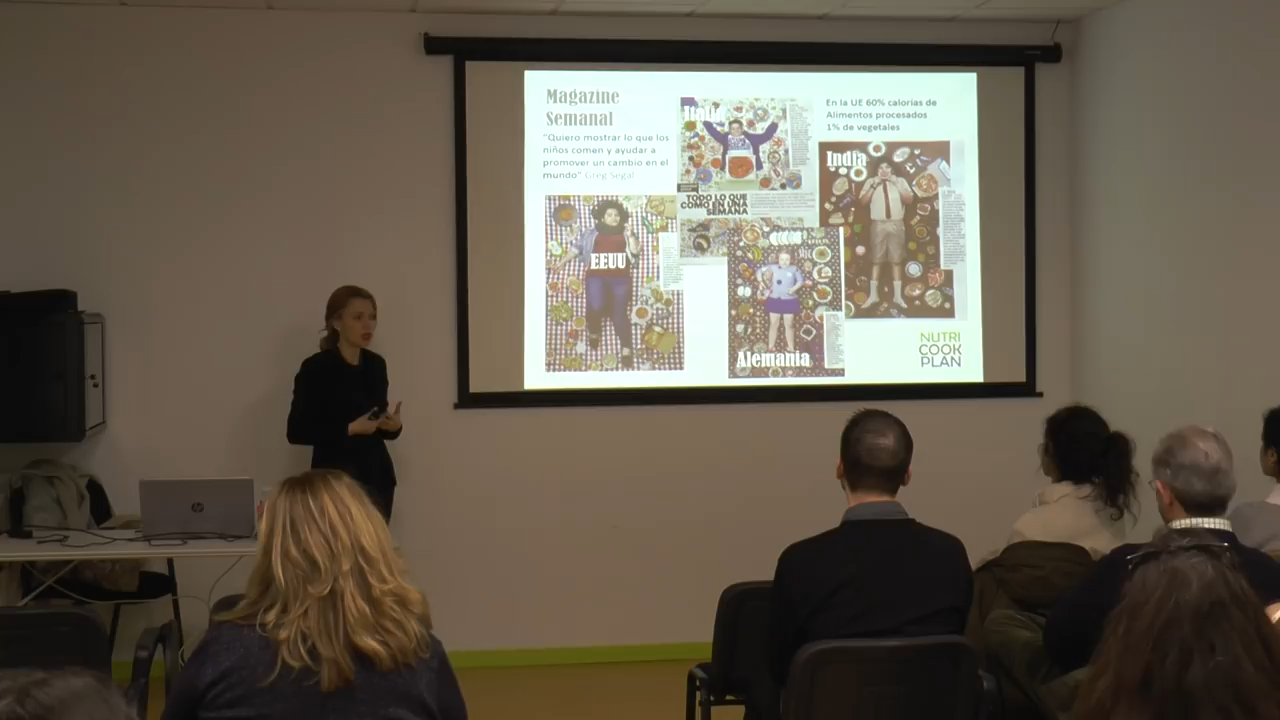 Magazine
Semanal
"Quiero mostrar lo que los
niños comen y ayudar a
promover un cambio en el
mundo" Greg Segal
Italia
TODO LO QUE
COMO EN UNA
SEMANA
En la UE 60% calorías de
Alimentos procesados
1% de vegetales
India
EEUU
Alemania
NUTRI
COOK
PLAN
hp